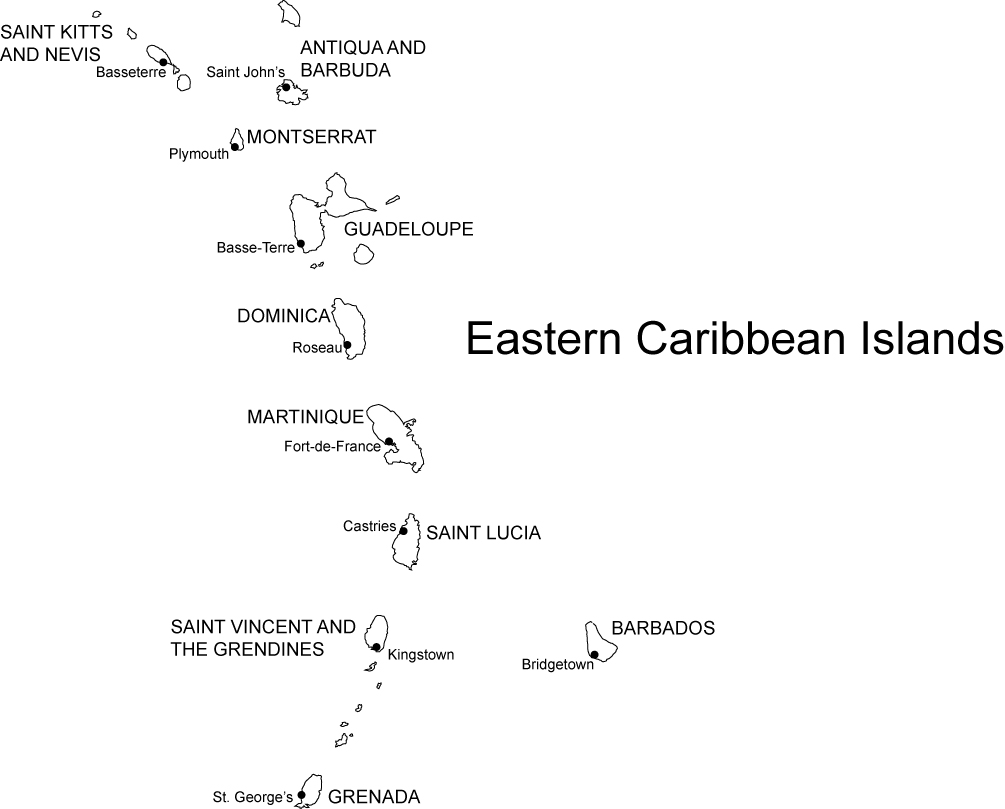 SAINT KITTS
AND NEVIS
Basseterre
Saint John's
ANTIQUA AND
BARBUDA
MONTSERRAT
Plymouth
GUADELOUPE
Basse-Terre
DOMINICA
Roseau
Eastern Caribbean Islands
MARTINIQUE
Fort-de-France
Castries
SAINT LUCIA
SAINT VINCENT AND
THE GRENDINES
Kingstown
BARBADOS
Bridgetown
St. George's
GRENADA